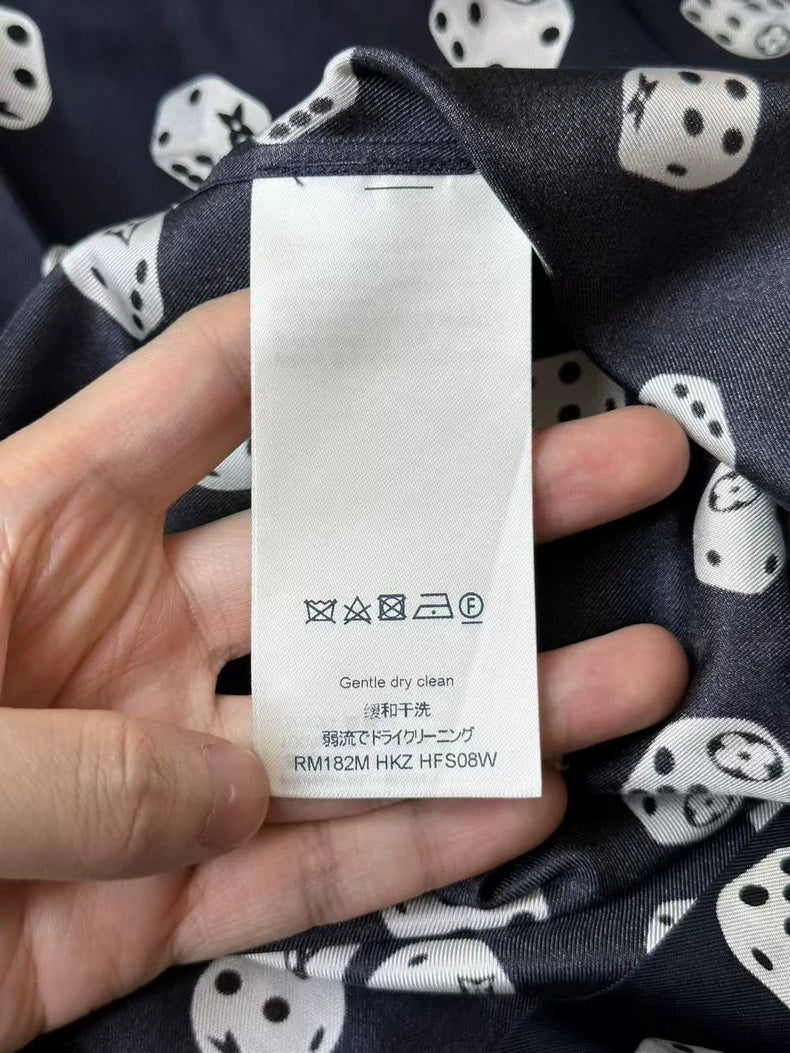 Gentle dry clean
缓和干洗
弱流でドライクリーニング
RM182M HKZ HFS08W